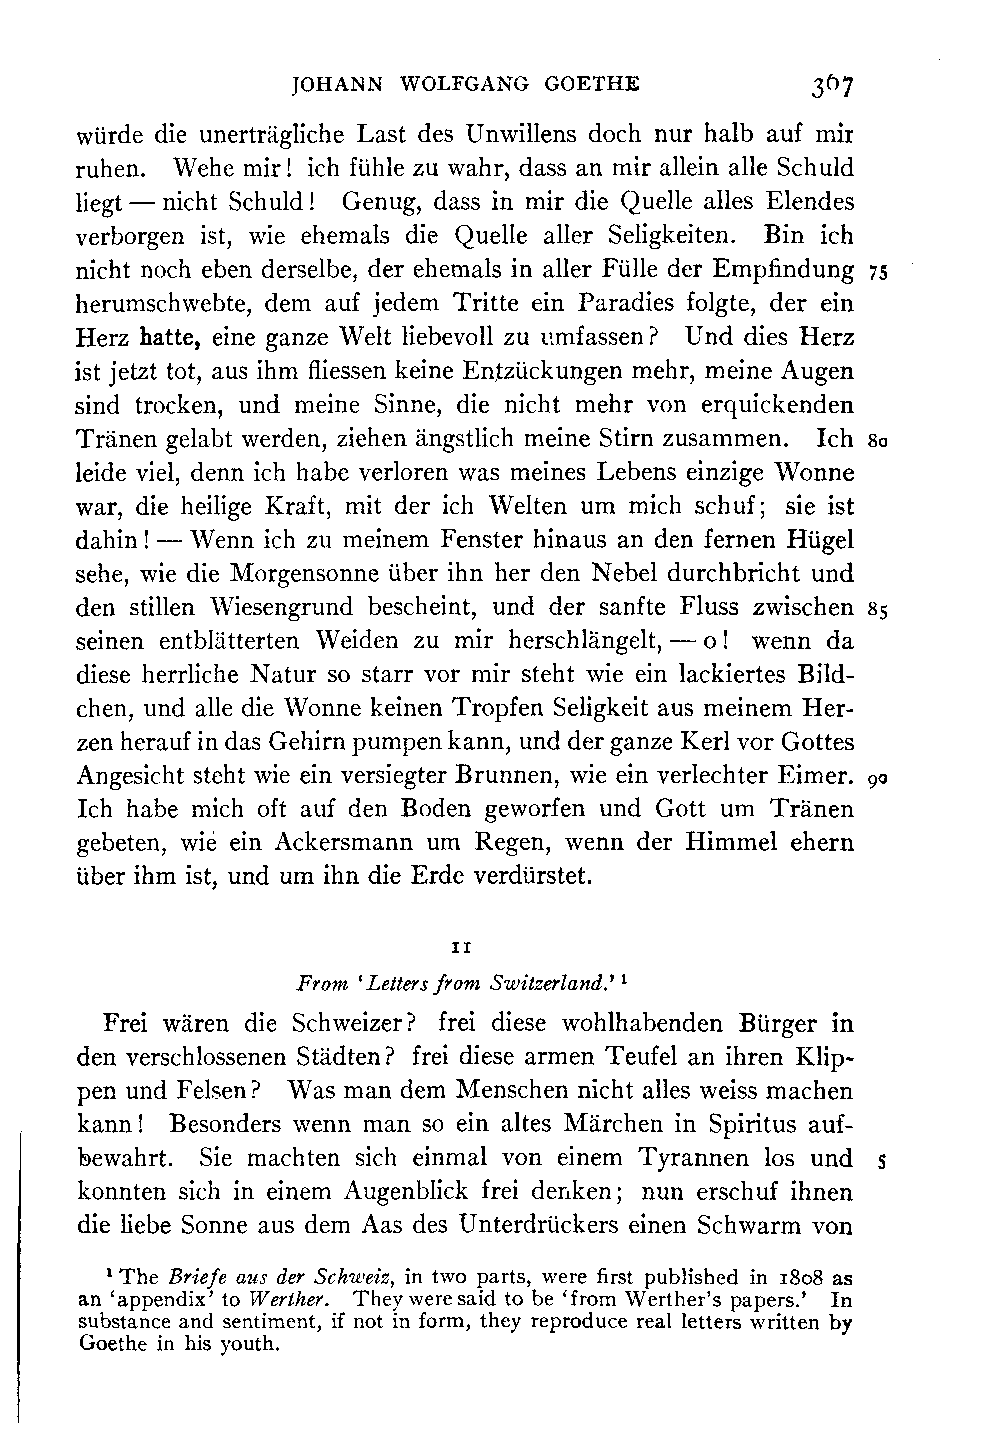 JOHANN WOLFGANG GOETHE 367
würde die unerträgliche Last des Unwillens doch nur halb auf mir
ruhen. Wehe mir! ich fühle zu wahr, dass an mir allein alle Schuld
liegt — nicht Schuld! Genug, dass in mir die Quelle alles Elendes
verborgen ist, wie ehemals die Quelle aller Seligkeiten. Bin ich
nicht noch eben derselbe, der ehemals in aller Fülle der Empfindung 75
herumschwebte, dem auf jedem Tritte ein Paradies folgte, der ein
Herz hatte, eine ganze Welt liebevoll zu umfassen? Und dies Herz
ist jetzt tot, aus ihm fliessen keine Entzückungen mehr, meine Augen
sind trocken, und meine Sinne, die nicht mehr von erquickenden
Tränen gelabt werden, ziehen ängstlich meine Stirn zusammen. Ich 80
leide viel, denn ich habe verloren was meines Lebens einzige Wonne
war, die heilige Kraft, mit der ich Welten um mich schuf; sie ist
dahin! — Wenn ich zu meinem Fenster hinaus an den fernen Hügel
sehe, wie die Morgensonne über ihn her den Nebel durchbricht und
den stillen Wiesengrund bescheint, und der sanfte Fluss zwischen 85
seinen entblätterten Weiden zu mir herschlängelt, — o! wenn da
diese herrliche Natur so starr vor mir steht wie ein lackiertes Bild-
chen, und alle die Wonne keinen Tropfen Seligkeit aus meinem Her-
zen herauf in das Gehirn pumpen kann, und der ganze Kerl vor Gottes
Angesicht steht wie ein versiegter Brunnen, wie ein verlechter Eimer. 90
Ich habe mich oft auf den Boden geworfen und Gott um Tränen
gebeten, wie ein Ackersmann um Regen, wenn der Himmel ehern
über ihm ist, und um ihn die Erde verdürstet.
11
From ‘Letters from Switzerland.’ ¹
Frei wären die Schweizer? frei diese wohlhabenden Bürger in
den verschlossenen Städten? frei diese armen Teufel an ihren Klip-
pen und Felsen? Was man dem Menschen nicht alles weiss machen
kann! Besonders wenn man so ein altes Märchen in Spiritus auf-
bewahrt. Sie machten sich einmal von einem Tyrannen los und 5
konnten sich in einem Augenblick frei denken; nun erschuf ihnen
die liebe Sonne aus dem Aas des Unterdrückers einen Schwarm von
¹ The Briefe aus der Schweiz, in two parts, were first published in 1808 as
an ‘appendix’ to Werther. They were said to be ‘from Werther’s papers.’ In
substance and sentiment, if not in form, they reproduce real letters written by
Goethe in his youth.